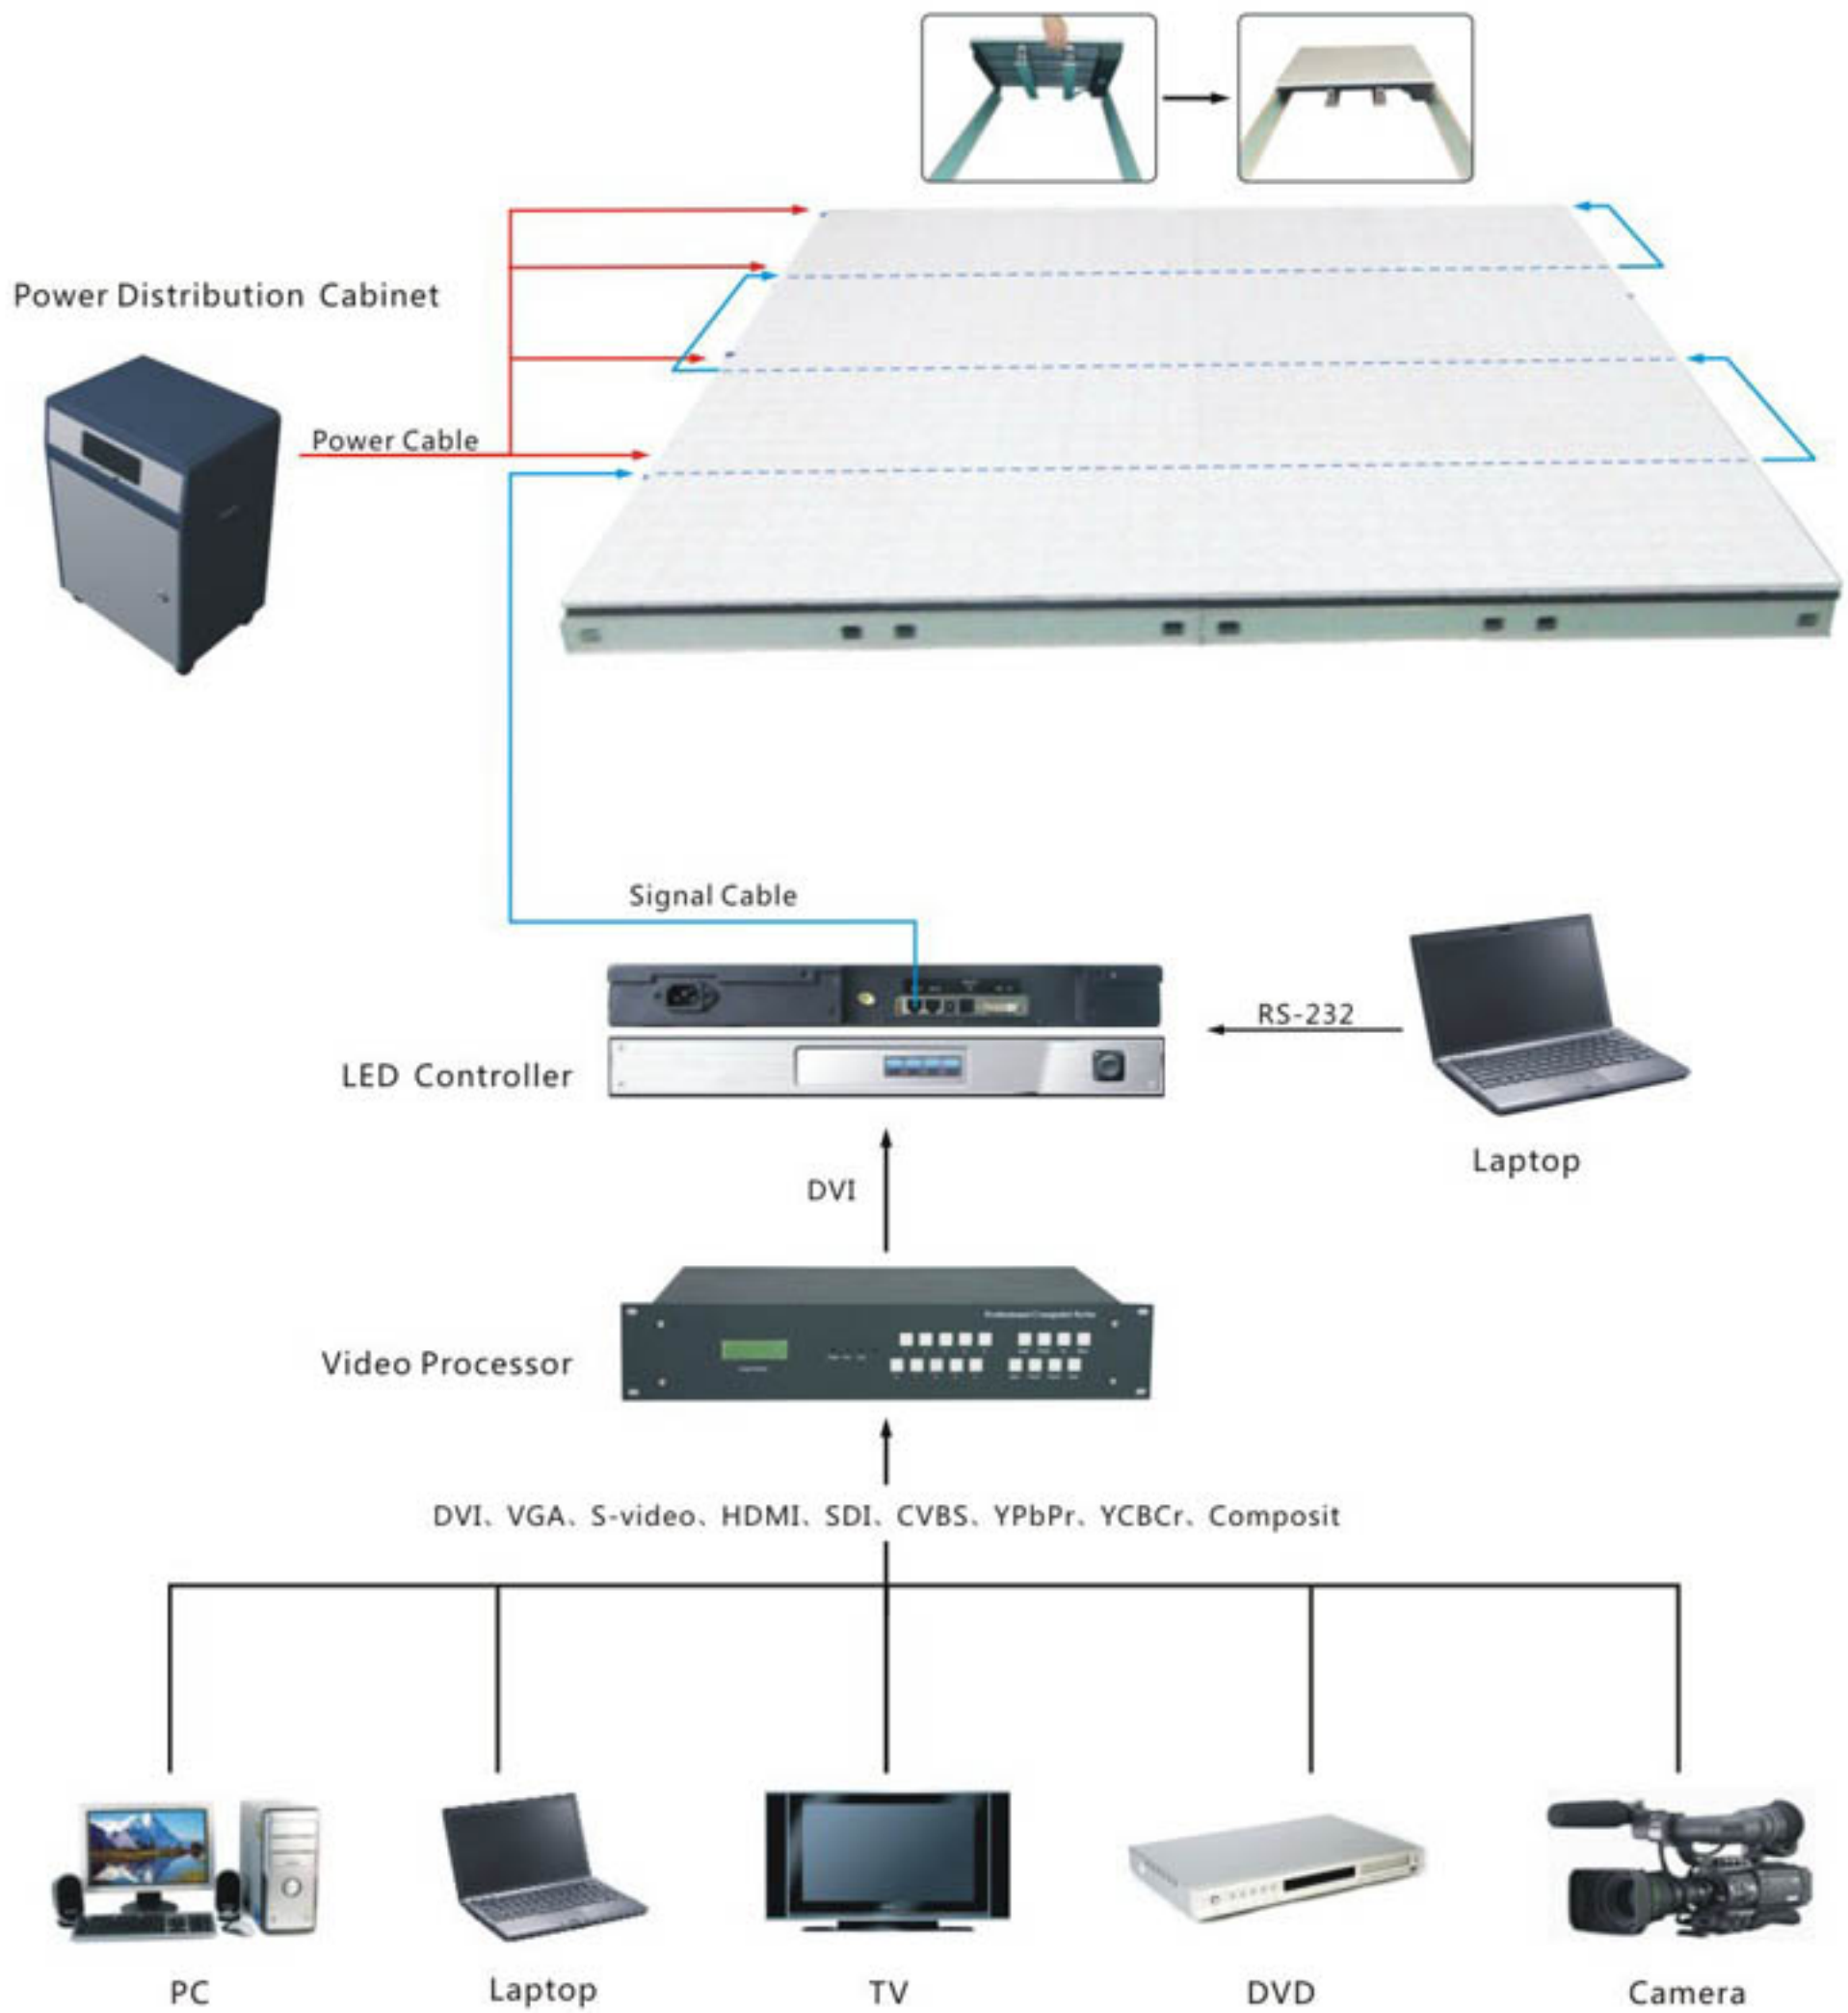 Power Distribution Cabinet
Power Cable
Signal Cable
RS-232
LED Controller
Laptop
DVI
Video Processor
DVI、VGA、S-video、HDMI、SDI、CVBS、YPbPr、YCBCr、Composit
PC
Laptop
TV
DVD
Camera